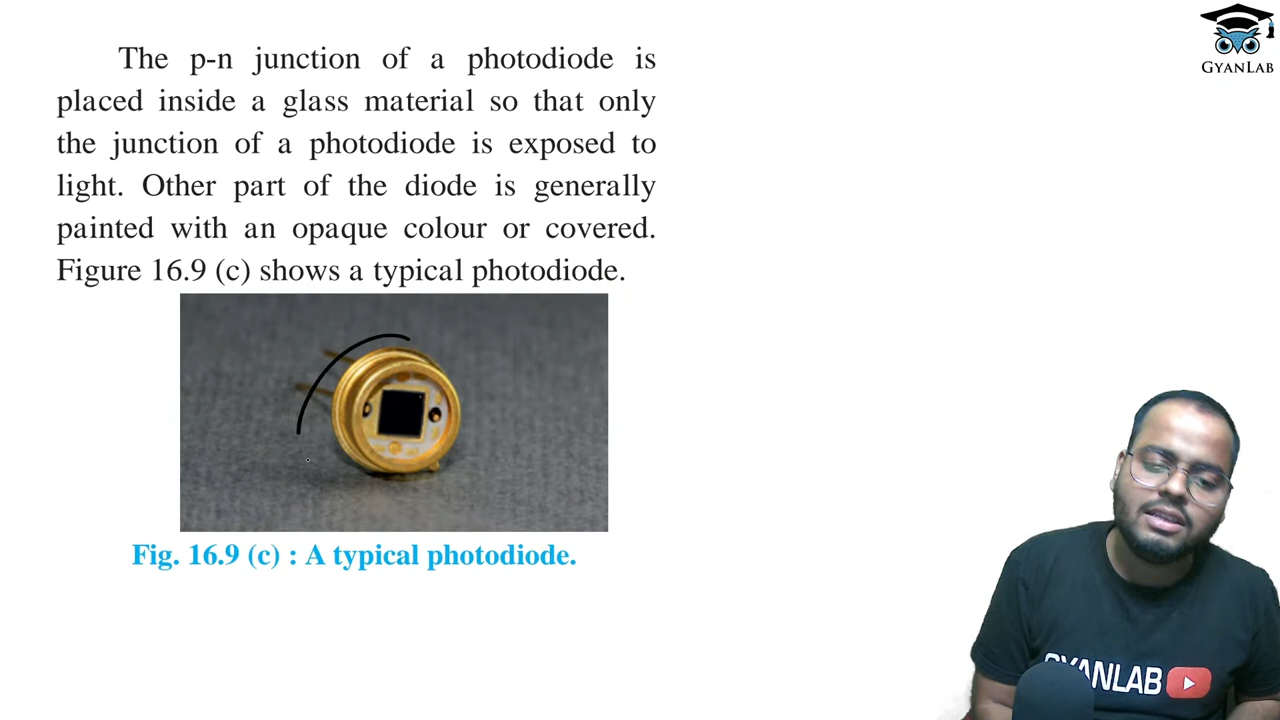 The p-n junction of a photodiode is
placed inside a glass material so that only
the junction of a photodiode is exposed to
light. Other part of the diode is generally
painted with an opaque colour or covered.
Figure 16.9 (c) shows a typical photodiode.
Fig. 16.9 (c) : A typical photodiode.
GYANLAB
GYANLAB